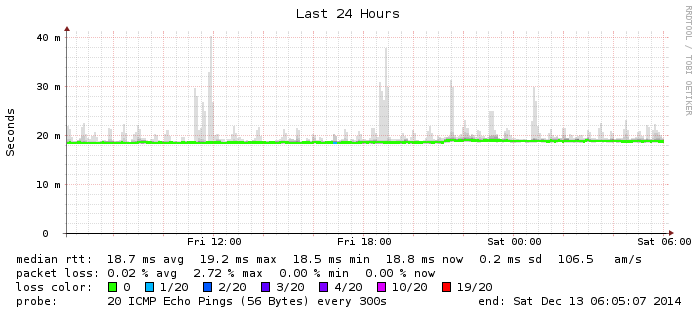 Last 24 Hours
RRDTOOL / TOBI OETIKER
Seconds
40 m
30 m
20 m
10 m
0
Fri 12:00 Fri 18:00 Sat 00:00 Sat 06:00
median rtt: 18.7 ms avg 19.2 ms max 18.5 ms min 18.8 ms now 0.2 ms sd 106.5 am/s
packet loss: 0.02 % avg 2.72 % max 0.00 % min 0.00 % now
loss color: 0 1/20 2/20 3/20 4/20 10/20 19/20
probe: 20 ICMP Echo Pings (56 Bytes) every 300s end: Sat Dec 13 06:05:07 2014